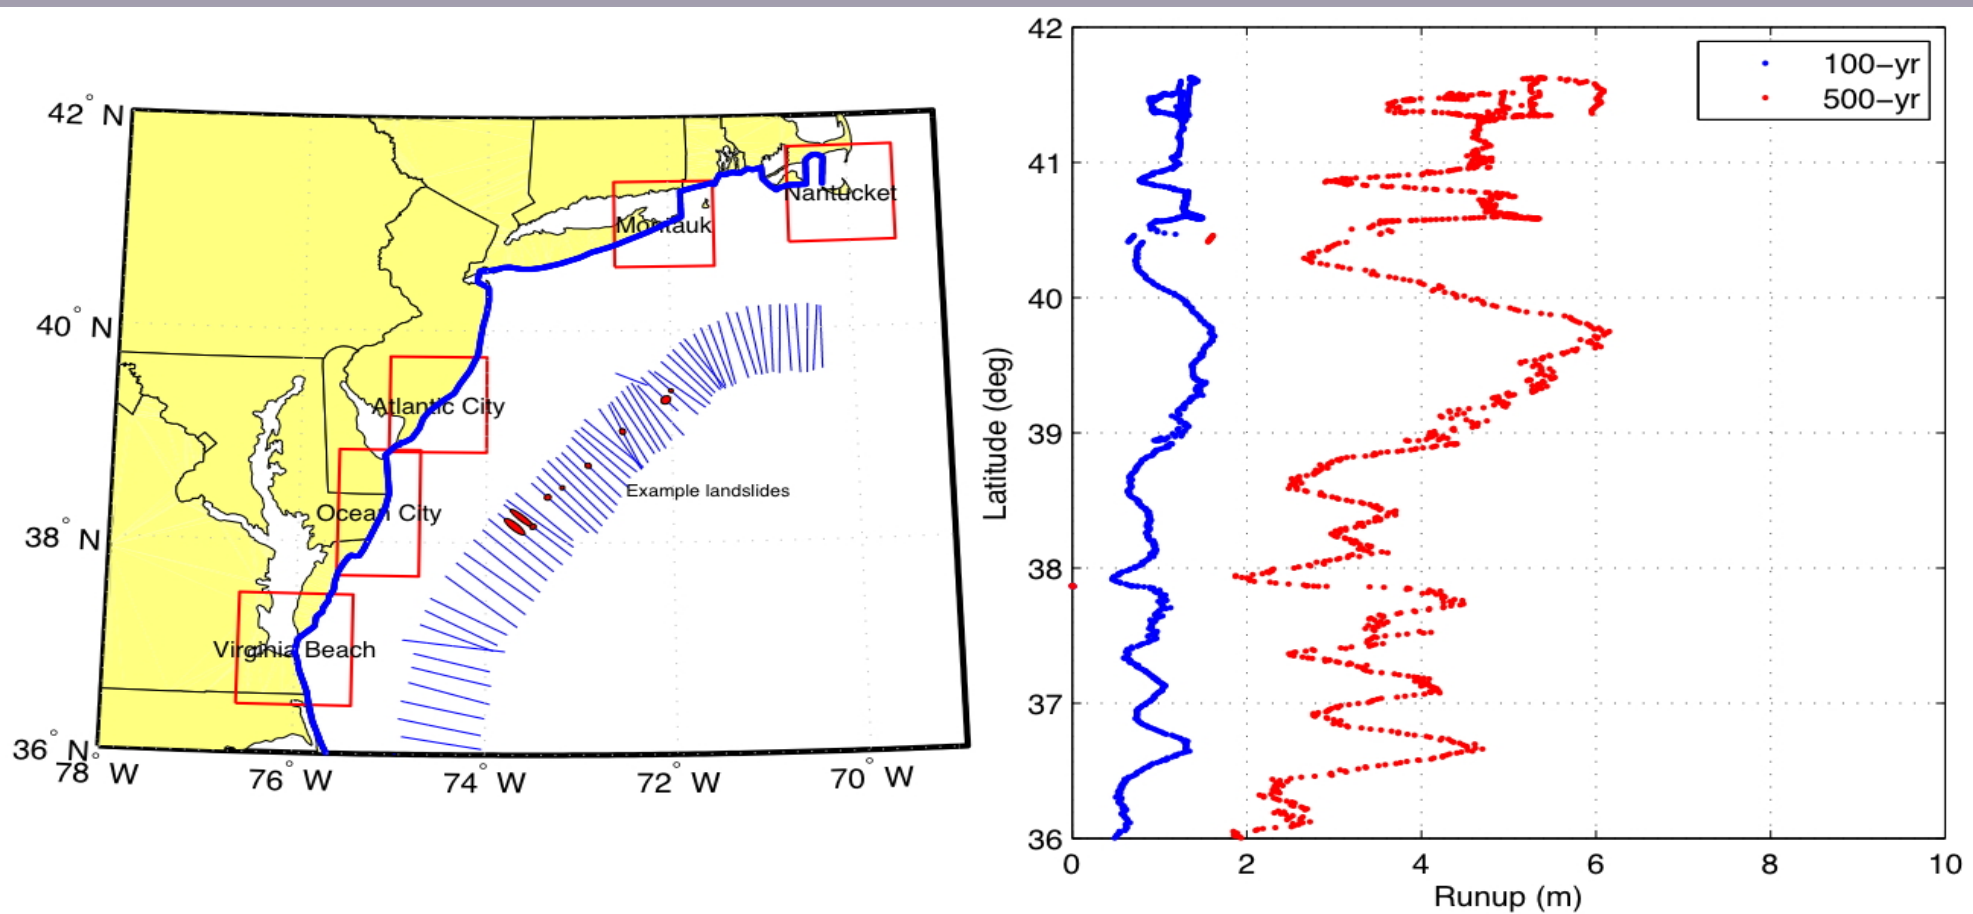 42° N
40° N
38° N
36° N
78° W
76° W
74° W
72° W
70° W
Nantucket
Montauk
Atlantic City
Example landslides
Ocean City
Virginia Beach
42
41
40
39
38
37
36
Latitude (deg)
100-yr
500-yr
0
2
4
6
8
10
Runup (m)